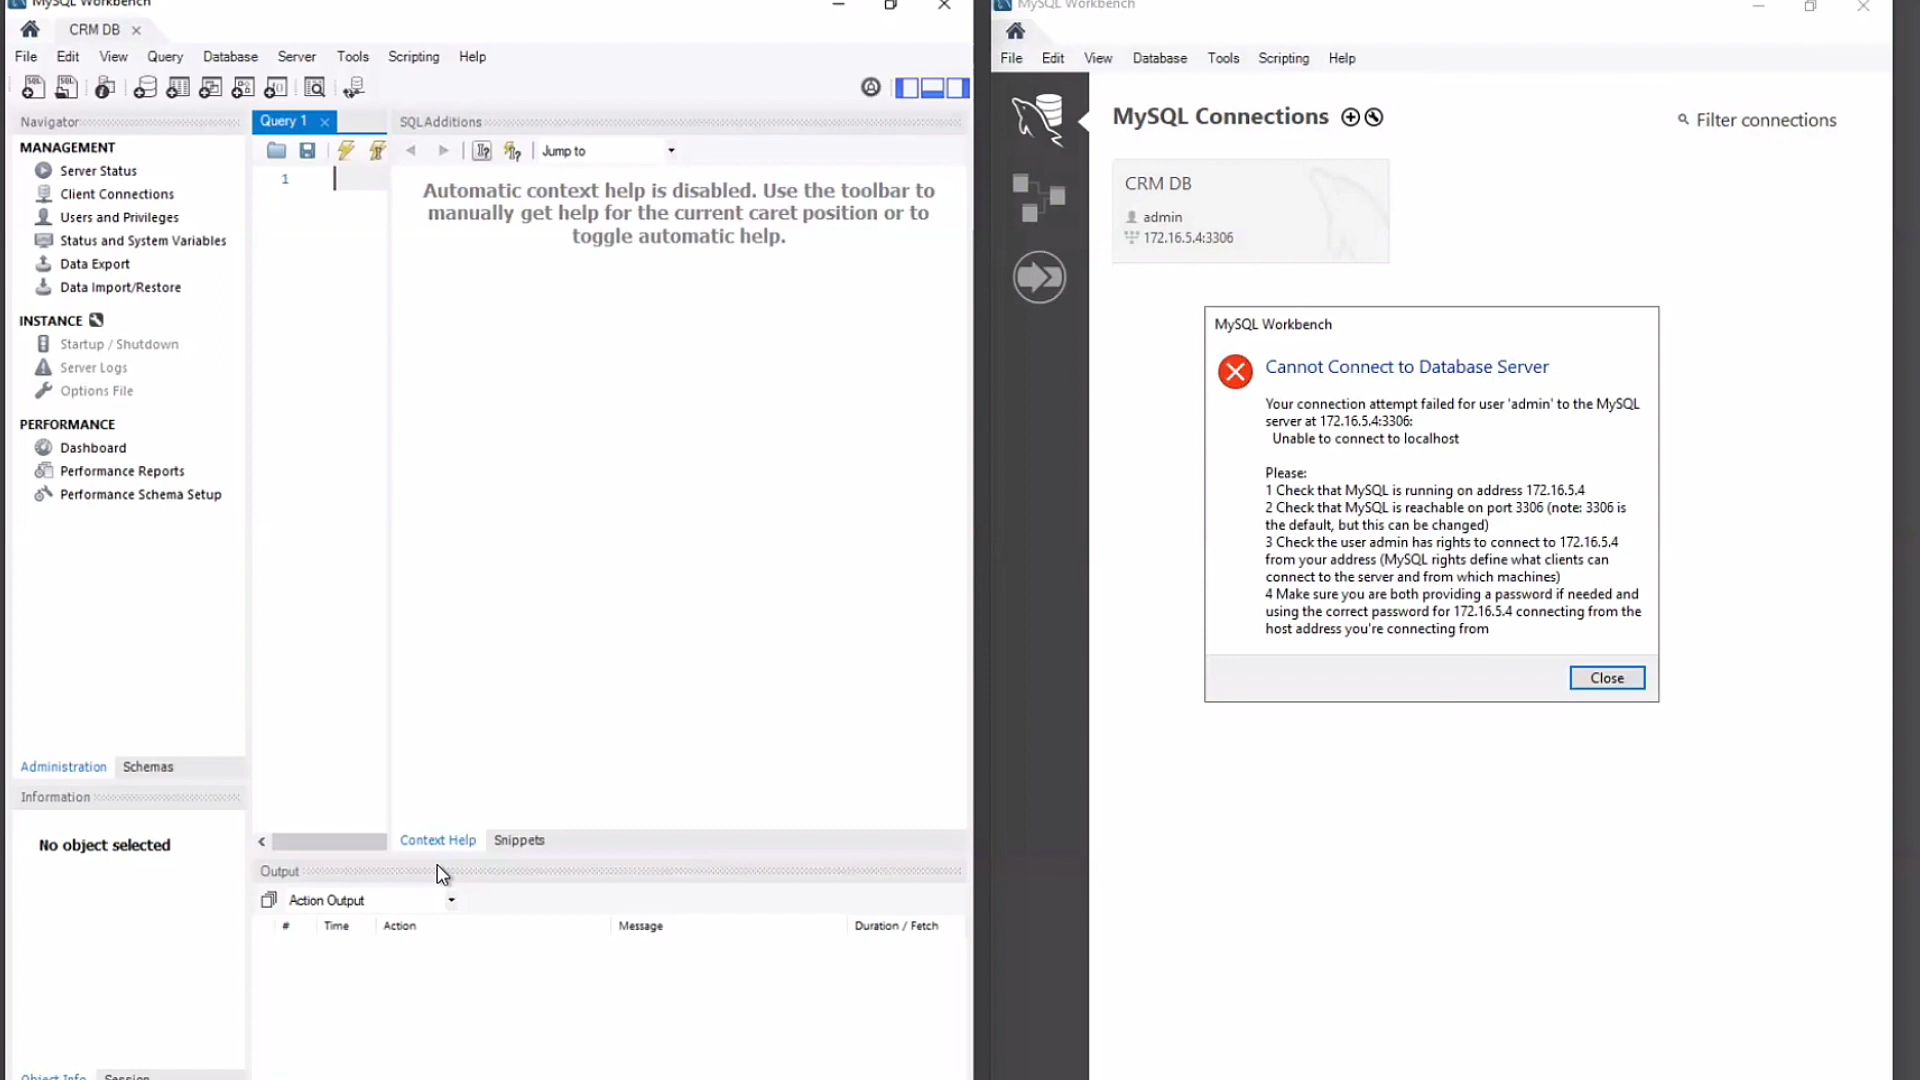 MySQL Workbench
CRM DB
File Edit View Query Database Server Tools Scripting Help
Navigator
MANAGEMENT
Server Status
Client Connections
Users and Privileges
Status and System Variables
Data Export
Data Import/Restore
INSTANCE
Startup / Shutdown
Server Logs
Options File
PERFORMANCE
Dashboard
Performance Reports
Performance Schema Setup
Administration Schemas
Information
No object selected
Object Info Session
Query 1
1
SQLAdditions
Jump to
Automatic context help is disabled. Use the toolbar to
manually get help for the current caret position or to
toggle automatic help.
Context Help Snippets
Output
Action Output
# Time Action Message Duration / Fetch
MySQL Workbench
File Edit View Database Tools Scripting Help
MySQL Connections
Filter connections
CRM DB
admin
172.16.5.4:3306
MySQL Workbench
Cannot Connect to Database Server
Your connection attempt failed for user 'admin' to the MySQL
server at 172.16.5.4:3306:
Unable to connect to localhost
Please:
1 Check that MySQL is running on address 172.16.5.4
2 Check that MySQL is reachable on port 3306 (note: 3306 is
the default, but this can be changed)
3 Check the user admin has rights to connect to 172.16.5.4
from your address (MySQL rights define what clients can
connect to the server and from which machines)
4 Make sure you are both providing a password if needed and
using the correct password for 172.16.5.4 connecting from the
host address you're connecting from
Close